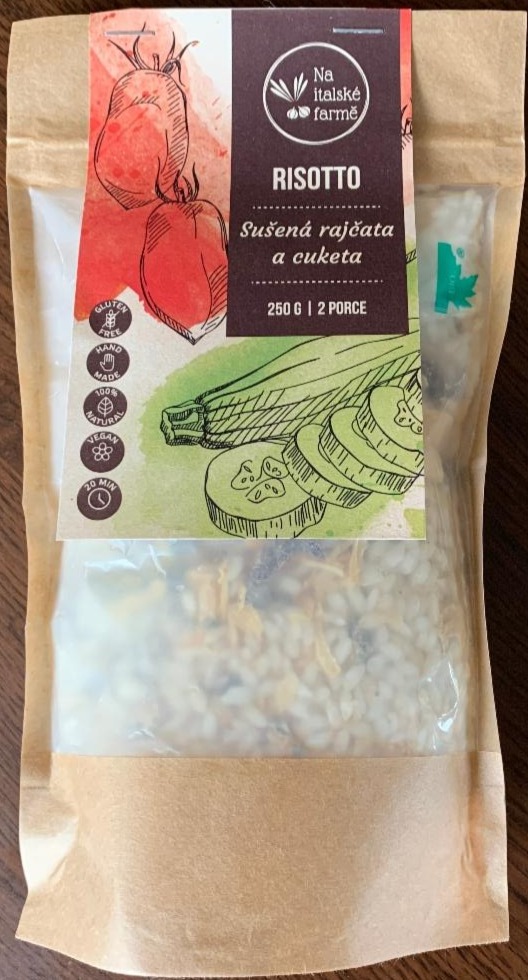 Na
italské
farmě
RISOTTO
Sušená rajčata
a cuketa
250 G | 2 PORCE
GLUTEN
FREE
HAND
MADE
100%
NATURAL
VEGAN
20 MIN